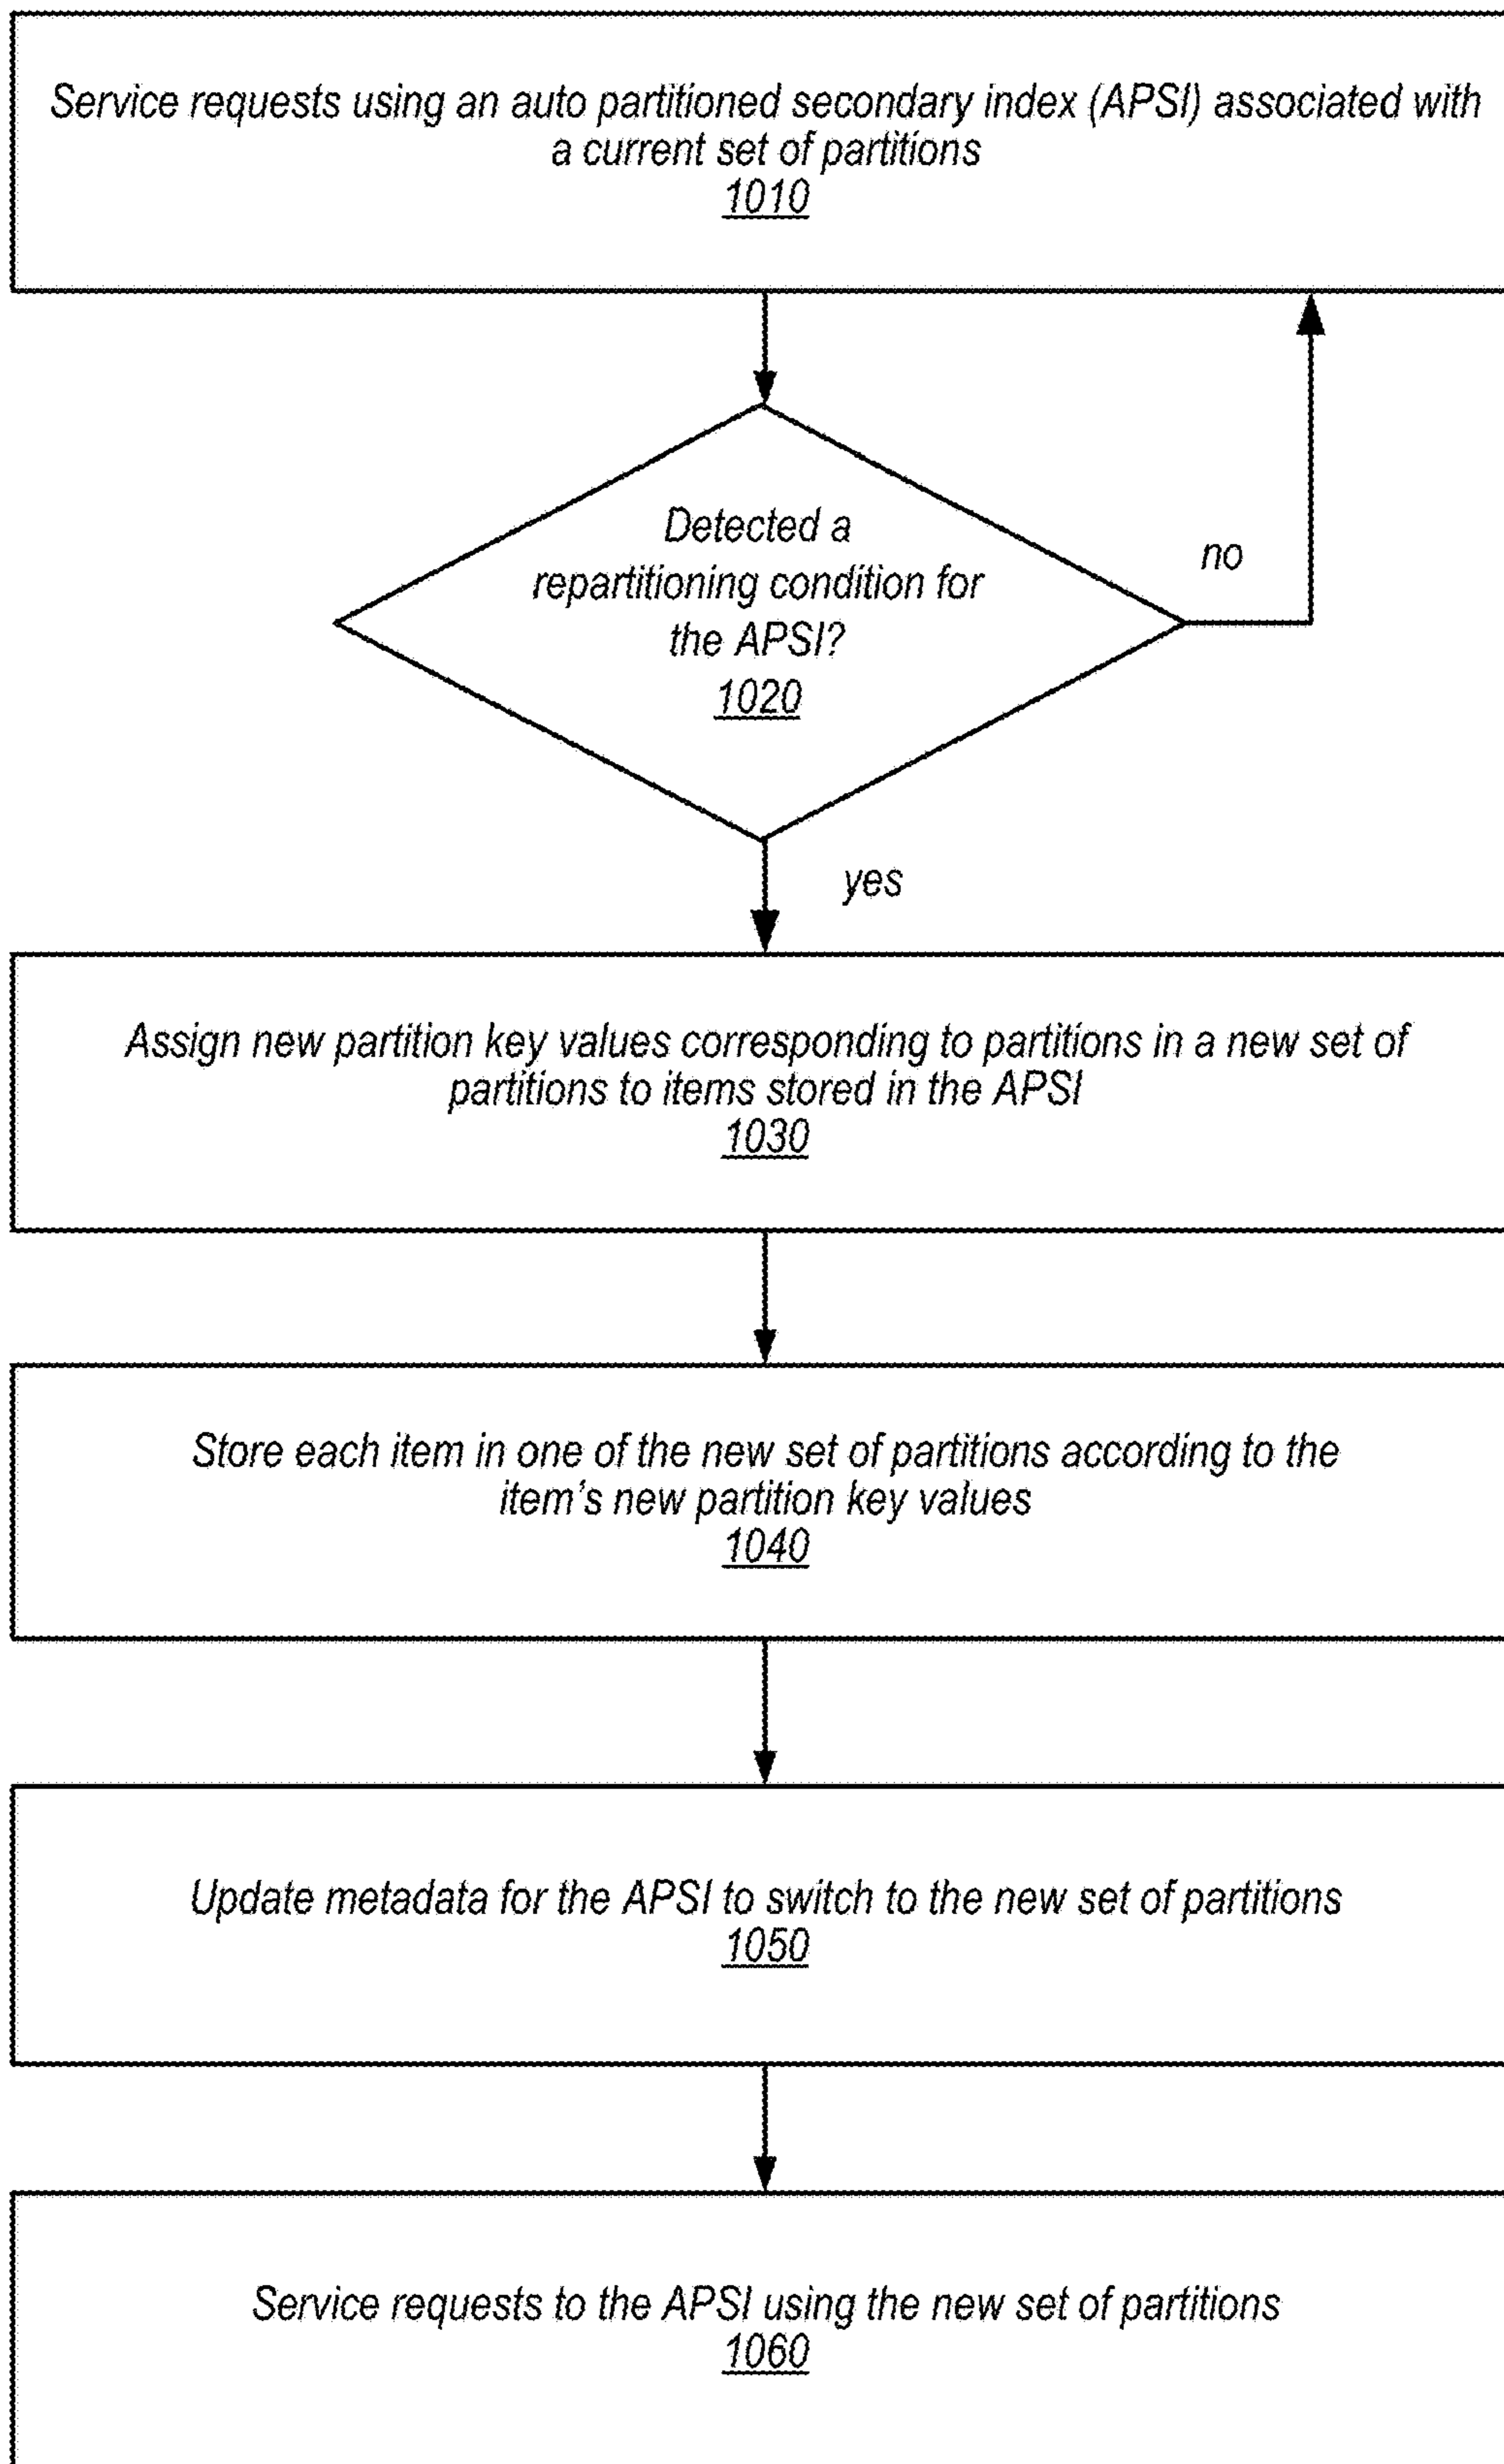 Service requests using an auto partitioned secondary index (APSI) associated with
a current set of partitions
1010
Detected a
repartitioning condition for
the APSI?
1020
no
yes
Assign new partition key values corresponding to partitions in a new set of
partitions to items stored in the APSI
1030
Store each item in one of the new set of partitions according to the
item's new partition key values
1040
Update metadata for the APSI to switch to the new set of partitions
1050
Service requests to the APSI using the new set of partitions
1060